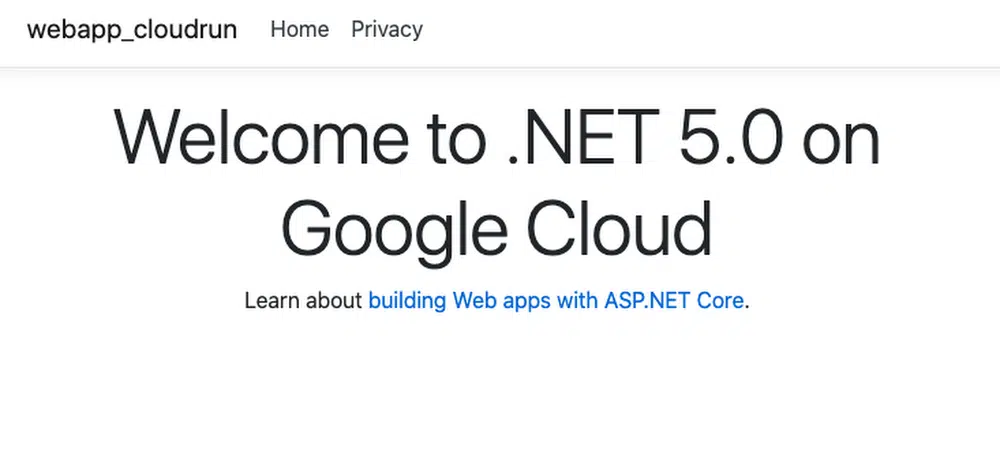 webapp_cloudrun Home Privacy
Welcome to .NET 5.0 on
Google Cloud
Learn about building Web apps with ASP.NET Core.